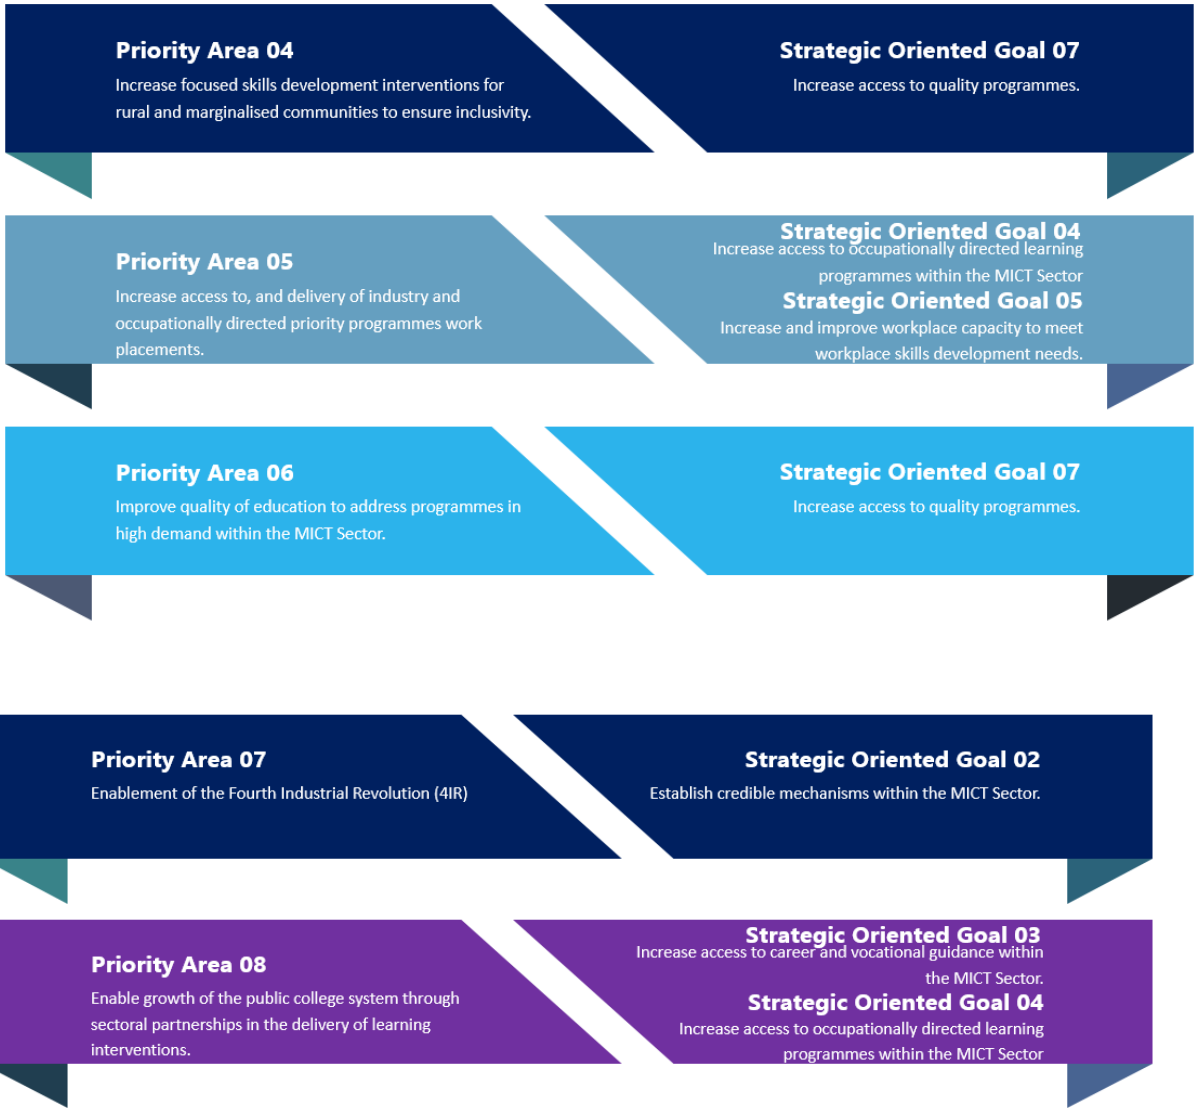 Priority Area 04
Increase focused skills development interventions for
rural and marginalised communities to ensure inclusivity.
Strategic Oriented Goal 07
Increase access to quality programmes.
Priority Area 05
Increase access to, and delivery of industry and
occupationally directed priority programmes work
placements.
Strategic Oriented Goal 04
Increase access to occupationally directed learning
programmes within the MICT Sector
Strategic Oriented Goal 05
Increase and improve workplace capacity to meet
workplace skills development needs.
Priority Area 06
Improve quality of education to address programmes in
high demand within the MICT Sector.
Strategic Oriented Goal 07
Increase access to quality programmes.
Priority Area 07
Enablement of the Fourth Industrial Revolution (4IR)
Strategic Oriented Goal 02
Establish credible mechanisms within the MICT Sector.
Priority Area 08
Enable growth of the public college system through
sectoral partnerships in the delivery of learning
interventions.
Strategic Oriented Goal 03
Increase access to career and vocational guidance within
the MICT Sector.
Strategic Oriented Goal 04
Increase access to occupationally directed learning
programmes within the MICT Sector